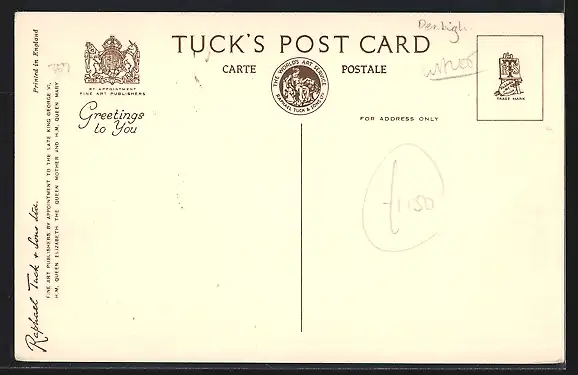 Printed in England
BY APPOINTMENT
FINE ART PUBLISHERS
Greetings
to You
TUCK'S POST CARD
CARTE POSTALE
THE WORLD'S ART SERVICE
RAPHAEL TUCK & SONS LTD
FOR ADDRESS ONLY
Denbigh
TRADE MARK
£1.50
Raphael Tuck & Sons Ltd.
FINE ART PUBLISHERS BY APPOINTMENT TO THE LATE KING GEORGE VI,
H.M. QUEEN ELIZABETH THE QUEEN MOTHER AND H.M. QUEEN MARY